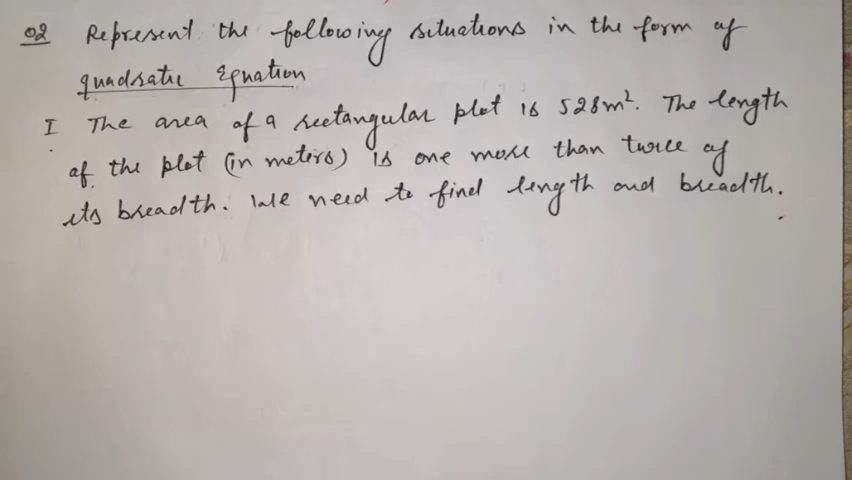 Q2 Represent the following situations in the form of
quadratic Equation
I The area of a rectangular plot is 528m². The length
of the plot (in meters) is one more than twice of
its breadth. We need to find length and breadth.